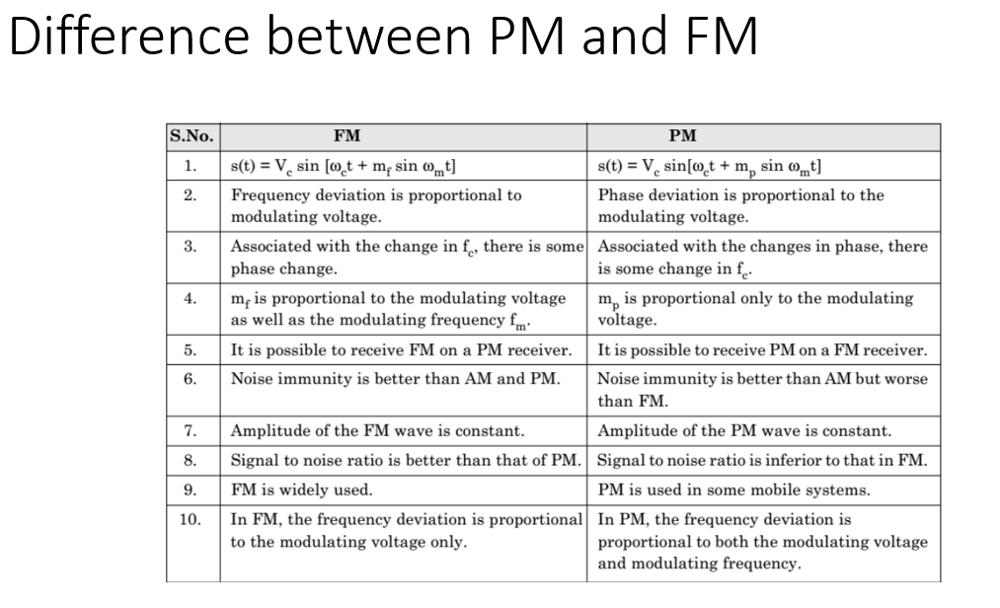 Difference between PM and FM
S.No. FM PM
1. s(t) = V_c sin [ω_ct + m_f sin ω_mt] s(t) = V_c sin[ω_ct + m_p sin ω_mt]
2. Frequency deviation is proportional to Phase deviation is proportional to the
modulating voltage. modulating voltage.
3. Associated with the change in f_c, there is some Associated with the changes in phase, there
phase change. is some change in f_c.
4. m_f is proportional to the modulating voltage m_p is proportional only to the modulating
as well as the modulating frequency f_m. voltage.
5. It is possible to receive FM on a PM receiver. It is possible to receive PM on a FM receiver.
6. Noise immunity is better than AM and PM. Noise immunity is better than AM but worse
than FM.
7. Amplitude of the FM wave is constant. Amplitude of the PM wave is constant.
8. Signal to noise ratio is better than that of PM. Signal to noise ratio is inferior to that in FM.
9. FM is widely used. PM is used in some mobile systems.
10. In FM, the frequency deviation is proportional In PM, the frequency deviation is
to the modulating voltage only. proportional to both the modulating voltage
and modulating frequency.